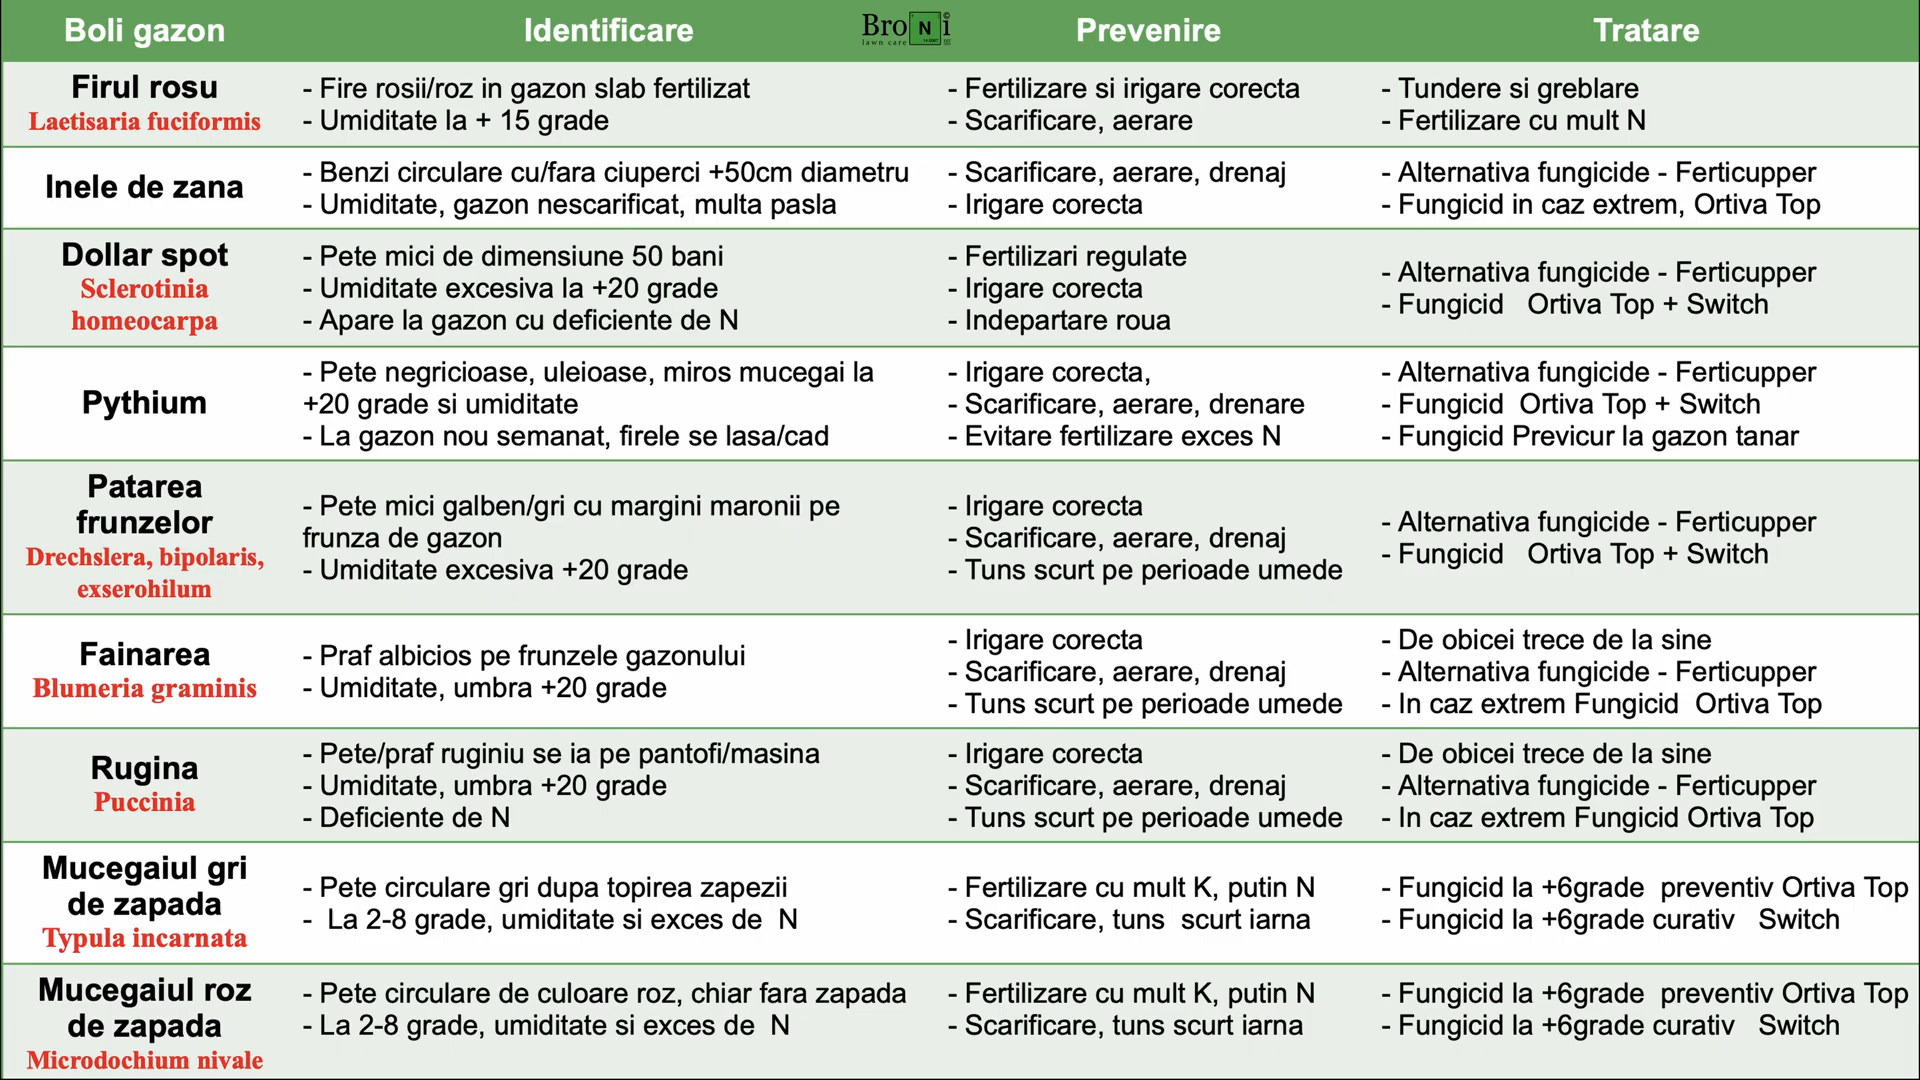 Boli gazon
Identificare
BroNi
lawn care
Prevenire
Tratare
Firul rosu
Laetisaria fuciformis
- Fire rosii/roz in gazon slab fertilizat
- Umiditate la + 15 grade
- Fertilizare si irigare corecta
- Scarificare, aerare
- Tundere si greblare
- Fertilizare cu mult N
Inele de zana
- Benzi circulare cu/fara ciuperci +50cm diametru
- Umiditate, gazon nescarificat, multa pasla
- Scarificare, aerare, drenaj
- Irigare corecta
- Alternativa fungicide - Ferticupper
- Fungicid in caz extrem, Ortiva Top
Dollar spot
Sclerotinia
homeocarpa
- Pete mici de dimensiune 50 bani
- Umiditate excesiva la +20 grade
- Apare la gazon cu deficiente de N
- Fertilizari regulate
- Irigare corecta
- Indepartare roua
- Alternativa fungicide - Ferticupper
- Fungicid   Ortiva Top + Switch
Pythium
- Pete negricioase, uleioase, miros mucegai la
+20 grade si umiditate
- La gazon nou semanat, firele se lasa/cad
- Irigare corecta,
- Scarificare, aerare, drenare
- Evitare fertilizare exces N
- Alternativa fungicide - Ferticupper
- Fungicid  Ortiva Top + Switch
- Fungicid Previcur la gazon tanar
Patarea
frunzelor
Drechslera, bipolaris,
exserohilum
- Pete mici galben/gri cu margini maronii pe
frunza de gazon
- Umiditate excesiva +20 grade
- Irigare corecta
- Scarificare, aerare, drenaj
- Tuns scurt pe perioade umede
- Alternativa fungicide - Ferticupper
- Fungicid   Ortiva Top + Switch
Fainarea
Blumeria graminis
- Praf albicios pe frunzele gazonului
- Umiditate, umbra +20 grade
- Irigare corecta
- Scarificare, aerare, drenaj
- Tuns scurt pe perioade umede
- De obicei trece de la sine
- Alternativa fungicide - Ferticupper
- In caz extrem Fungicid  Ortiva Top
Rugina
Puccinia
- Pete/praf ruginiu se ia pe pantofi/masina
- Umiditate, umbra +20 grade
- Deficiente de N
- Irigare corecta
- Scarificare, aerare, drenaj
- Tuns scurt pe perioade umede
- De obicei trece de la sine
- Alternativa fungicide - Ferticupper
- In caz extrem Fungicid Ortiva Top
Mucegaiul gri
de zapada
Typula incarnata
- Pete circulare gri dupa topirea zapezii
-  La 2-8 grade, umiditate si exces de  N
- Fertilizare cu mult K, putin N
- Scarificare, tuns  scurt iarna
- Fungicid la +6grade  preventiv Ortiva Top
- Fungicid la +6grade curativ   Switch
Mucegaiul roz
de zapada
Microdochium nivale
- Pete circulare de culoare roz, chiar fara zapada
- La 2-8 grade, umiditate si exces de  N
- Fertilizare cu mult K, putin N
- Scarificare, tuns scurt iarna
- Fungicid la +6grade  preventiv Ortiva Top
- Fungicid la +6grade curativ   Switch